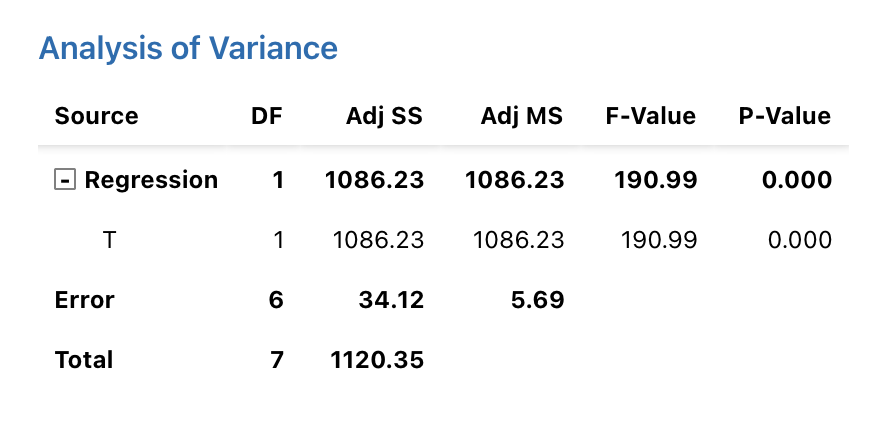 Analysis of Variance
Source DF Adj SS Adj MS F-Value P-Value
- Regression 1 1086.23 1086.23 190.99 0.000
T 1 1086.23 1086.23 190.99 0.000
Error 6 34.12 5.69
Total 7 1120.35